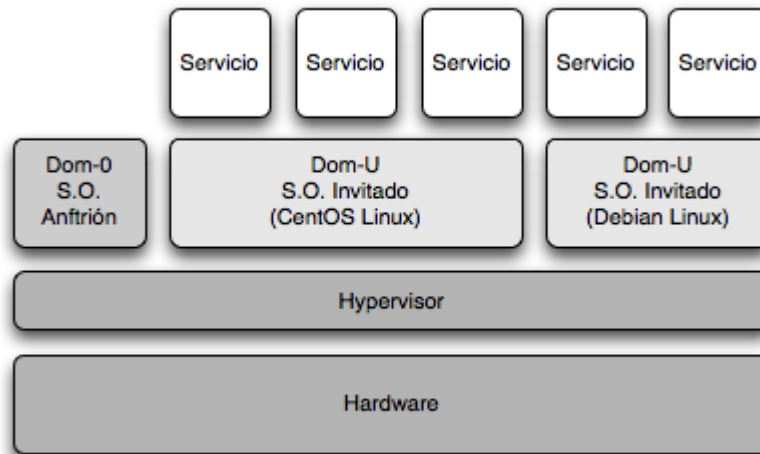 Servicio
Servicio
Servicio
Servicio
Servicio
Dom-0
S.O.
Anftrión
Dom-U
S.O. Invitado
(CentOS Linux)
Dom-U
S.O. Invitado
(Debian Linux)
Hypervisor
Hardware